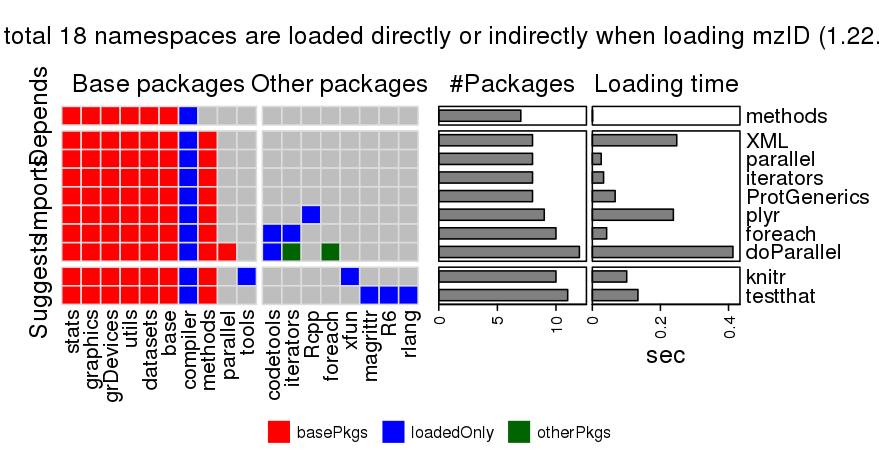 total 18 namespaces are loaded directly or indirectly when loading mzID (1.22.
Base packages
Other packages
#Packages
Loading time
Depends
Imports
Suggests
methods
XML
parallel
iterators
ProtGenerics
plyr
foreach
doParallel
knitr
testthat
stats
graphics
grDevices
utils
datasets
base
compiler
methods
parallel
tools
codetools
iterators
Rcpp
foreach
xfun
magrittr
R6
rlang
0
5
10
0
0.2
0.4
sec
basePkgs
loadedOnly
otherPkgs